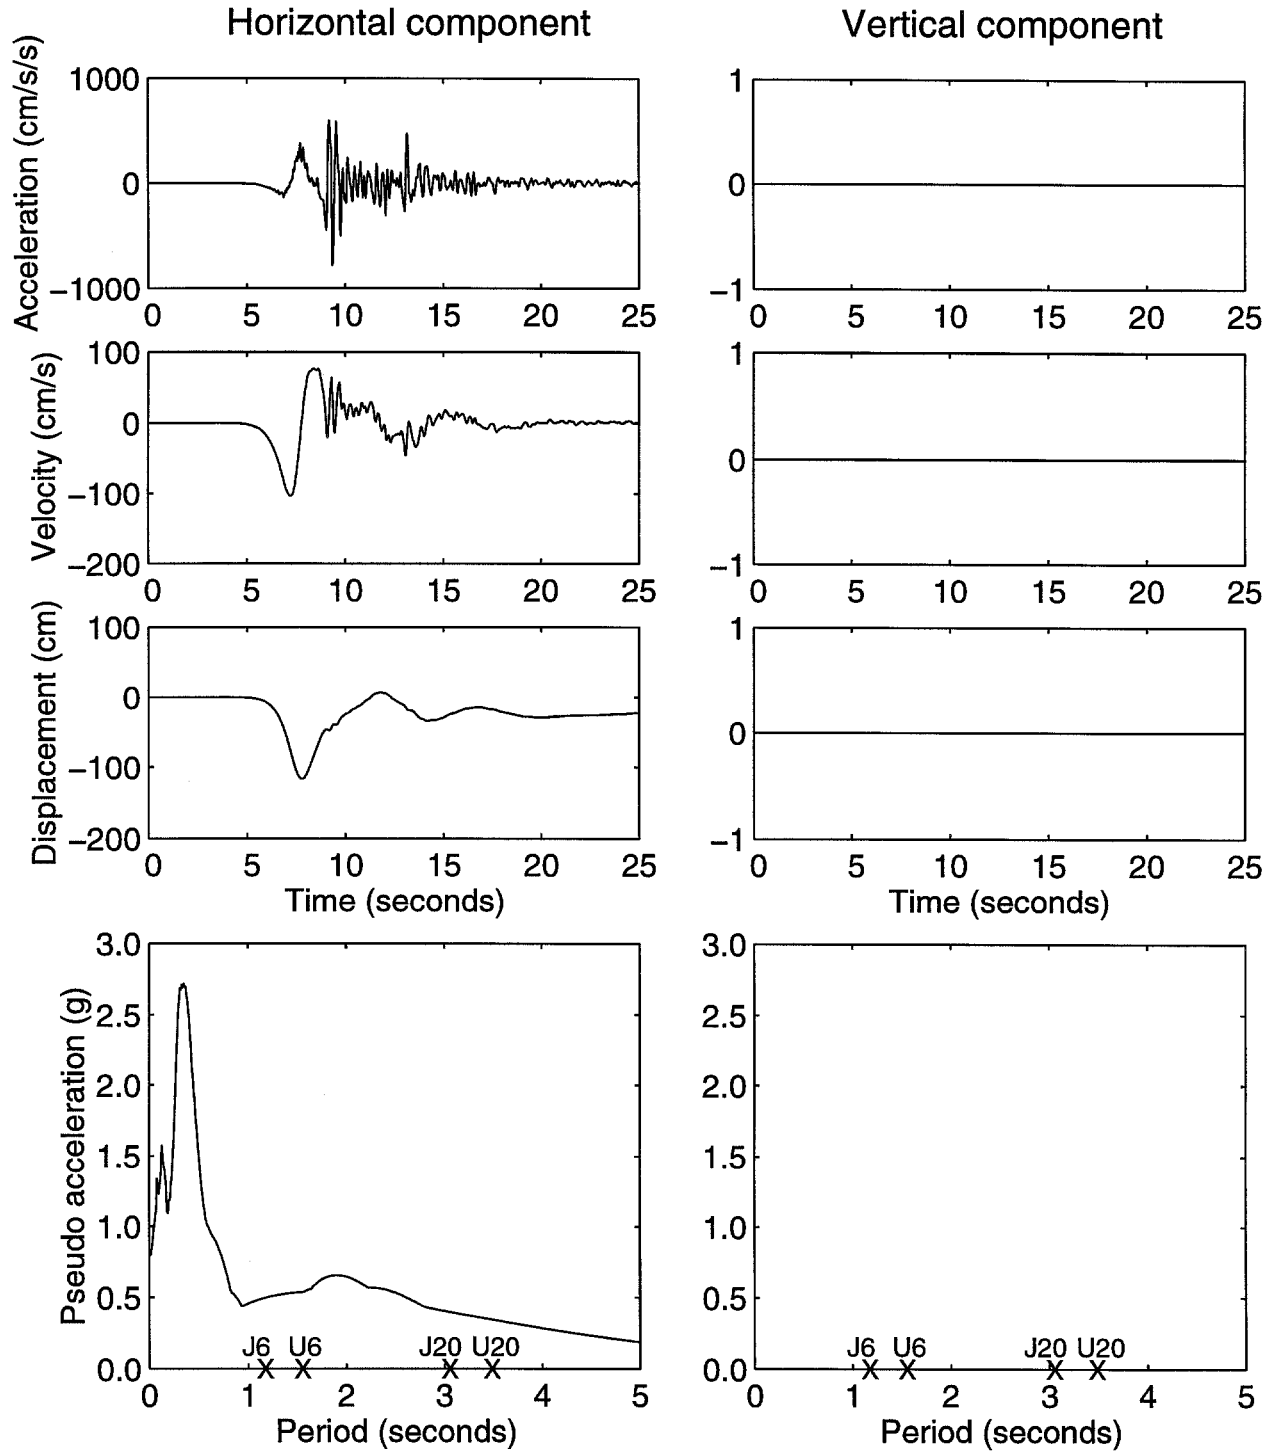 Horizontal component
Vertical component
Acceleration (cm/s/s)
1000
0
−1000
0 5 10 15 20 25
1
0
−1
0 5 10 15 20 25
Velocity (cm/s)
100
0
−100
−200
0 5 10 15 20 25
1
0
−1
0 5 10 15 20 25
Displacement (cm)
100
0
−100
−200
0 5 10 15 20 25
Time (seconds)
1
0
−1
0 5 10 15 20 25
Time (seconds)
Pseudo acceleration (g)
3.0
2.5
2.0
1.5
1.0
0.5
0.0
J6 U6 J20 U20
0 1 2 3 4 5
Period (seconds)
3.0
2.5
2.0
1.5
1.0
0.5
0.0
J6 U6 J20 U20
0 1 2 3 4 5
Period (seconds)